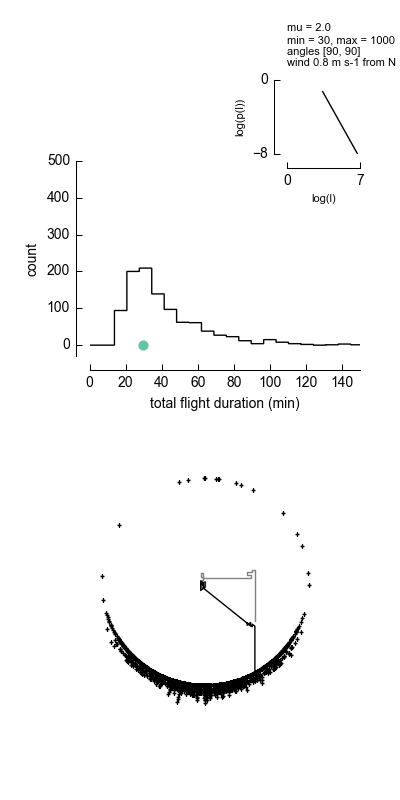 mu = 2.0
min = 30, max = 1000
angles [90, 90]
wind 0.8 m s-1 from N
0
log(p(l))
−8
0 7
log(l)
500
400
300
200
100
0
count
0 20 40 60 80 100 120 140
total flight duration (min)